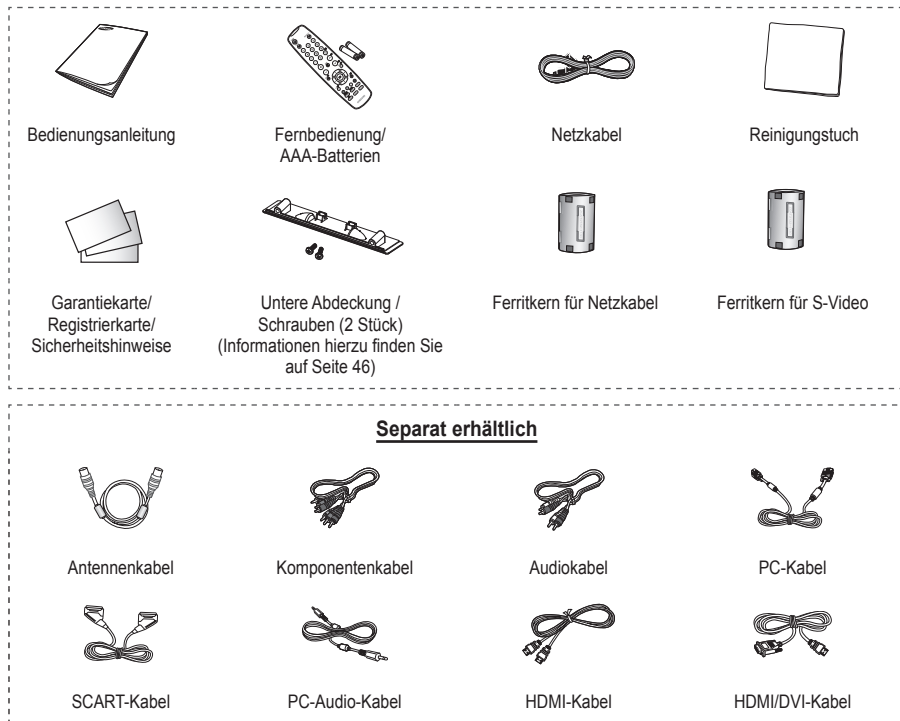 Bedienungsanleitung
Fernbedienung/
AAA-Batterien
Netzkabel
Reinigungstuch
Garantiekarte/
Registrierkarte/
Sicherheitshinweise
Untere Abdeckung /
Schrauben (2 Stück)
(Informationen hierzu finden Sie
auf Seite 46)
Ferritkern für Netzkabel
Ferritkern für S-Video
Separat erhältlich
Antennenkabel
Komponentenkabel
Audiokabel
PC-Kabel
SCART-Kabel
PC-Audio-Kabel
HDMI-Kabel
HDMI/DVI-Kabel